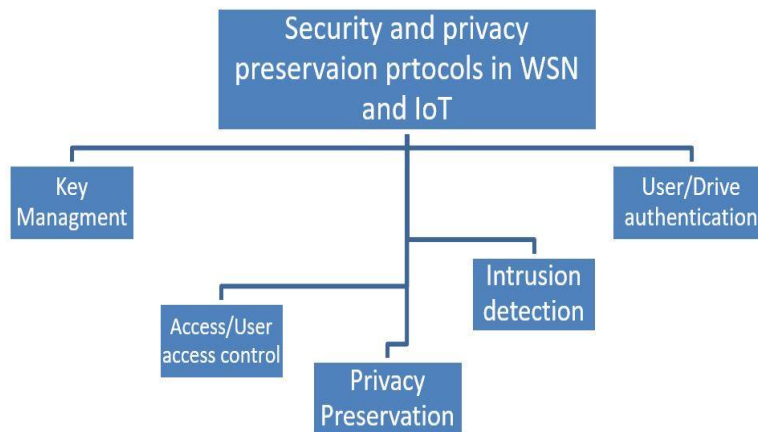 Security and privacy
preservaion prtocols in WSN
and IoT
Key
Managment
User/Drive
authentication
Intrusion
detection
Access/User
access control
Privacy
Preservation